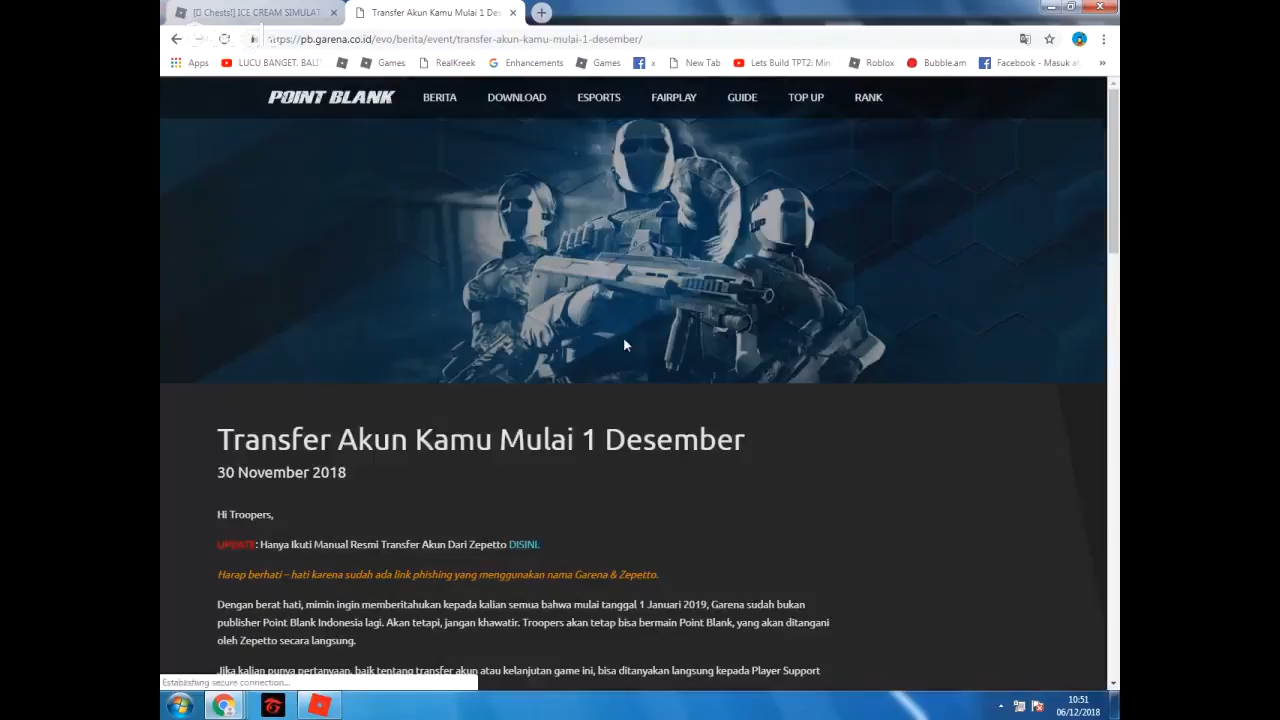 [🎁 Chests!] ICE CREAM SIMULAT
Transfer Akun Kamu Mulai 1 Des
https://pb.garena.co.id/evo/berita/event/transfer-akun-kamu-mulai-1-desember/
Apps LUCU BANGET. BALI Games RealKreek Enhancements Games x New Tab Lets Build TPT2: Min Roblox Bubble.am Facebook - Masuk at »
POINT BLANK BERITA DOWNLOAD ESPORTS FAIRPLAY GUIDE TOP UP RANK
Transfer Akun Kamu Mulai 1 Desember
30 November 2018
Hi Troopers,
UPDATE: Hanya Ikuti Manual Resmi Transfer Akun Dari Zepetto DISINI.
Harap berhati – hati karena sudah ada link phishing yang menggunakan nama Garena & Zepetto.
Dengan berat hati, mimin ingin memberitahukan kepada kalian semua bahwa mulai tanggal 1 Januari 2019, Garena sudah bukan
publisher Point Blank Indonesia lagi. Akan tetapi, jangan khawatir. Troopers akan tetap bisa bermain Point Blank, yang akan ditangani
oleh Zepetto secara langsung.
Jika kalian punya pertanyaan, baik tentang transfer akun atau kelanjutan game ini, bisa ditanyakan langsung kepada Player Support
Establishing secure connection...
10:51
06/12/2018